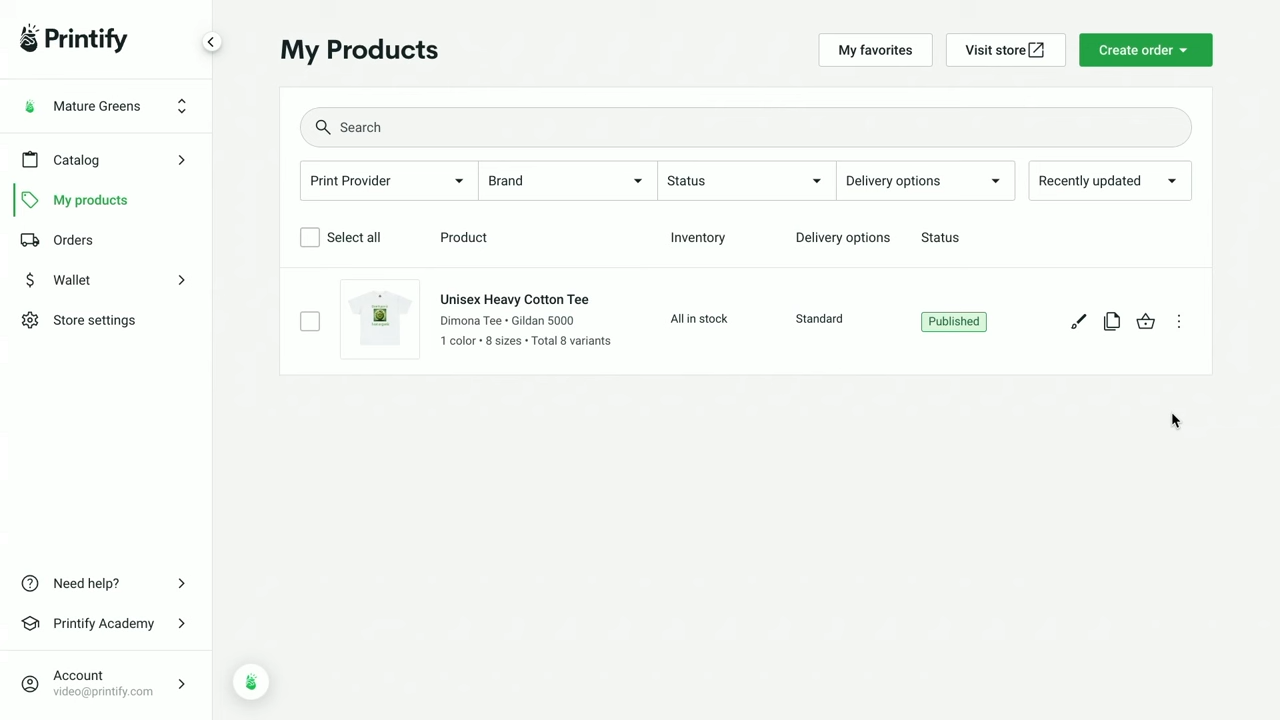 Printify
Mature Greens
Catalog
My products
Orders
Wallet
Store settings
Need help?
Printify Academy
Account
video@printify.com
My Products
My favorites
Visit store
Create order
Search
Print Provider
Brand
Status
Delivery options
Recently updated
Select all
Product
Inventory
Delivery options
Status
Unisex Heavy Cotton Tee
Dimona Tee • Gildan 5000
1 color • 8 sizes • Total 8 variants
All in stock
Standard
Published